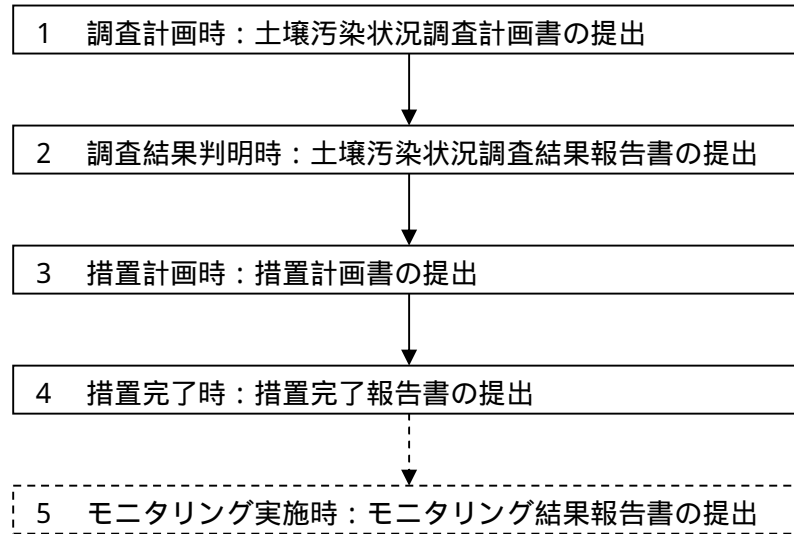 1 調査計画時：土壌汚染状況調査計画書の提出
2 調査結果判明時：土壌汚染状況調査結果報告書の提出
3 措置計画時：措置計画書の提出
4 措置完了時：措置完了報告書の提出
5 モニタリング実施時：モニタリング結果報告書の提出